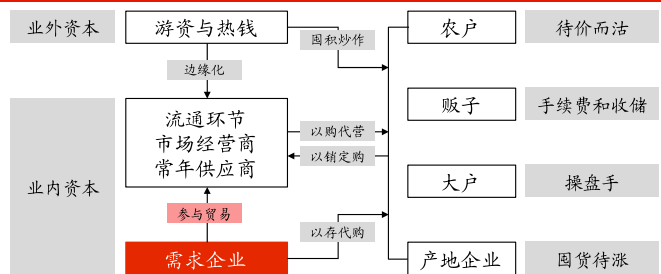 业外资本
游资与热钱
囤积炒作
农户
待价而沽
边缘化
贩子
手续费和收储
流通环节
市场经营商
常年供应商
以购代营
以销定购
业内资本
大户
操盘手
参与贸易
以存代购
需求企业
产地企业
囤货待涨